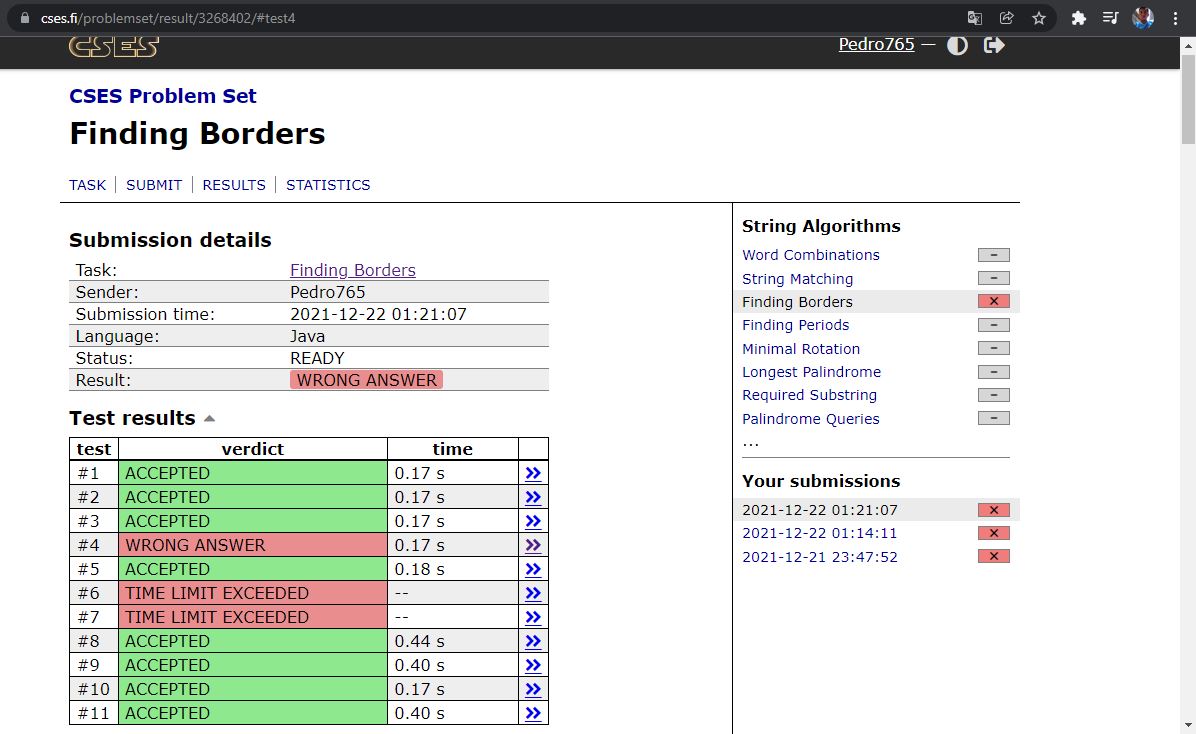 cses.fi/problemset/result/3268402/#test4
CSES
Pedro765 —
CSES Problem Set
Finding Borders
TASK | SUBMIT | RESULTS | STATISTICS
Submission details
Task: Finding Borders
Sender: Pedro765
Submission time: 2021-12-22 01:21:07
Language: Java
Status: READY
Result: WRONG ANSWER
Test results
test verdict time
#1 ACCEPTED 0.17 s »
#2 ACCEPTED 0.17 s »
#3 ACCEPTED 0.17 s »
#4 WRONG ANSWER 0.17 s »
#5 ACCEPTED 0.18 s »
#6 TIME LIMIT EXCEEDED -- »
#7 TIME LIMIT EXCEEDED -- »
#8 ACCEPTED 0.44 s »
#9 ACCEPTED 0.40 s »
#10 ACCEPTED 0.17 s »
#11 ACCEPTED 0.40 s »
String Algorithms
Word Combinations –
String Matching –
Finding Borders ×
Finding Periods –
Minimal Rotation –
Longest Palindrome –
Required Substring –
Palindrome Queries –
...
Your submissions
2021-12-22 01:21:07 ×
2021-12-22 01:14:11 ×
2021-12-21 23:47:52 ×